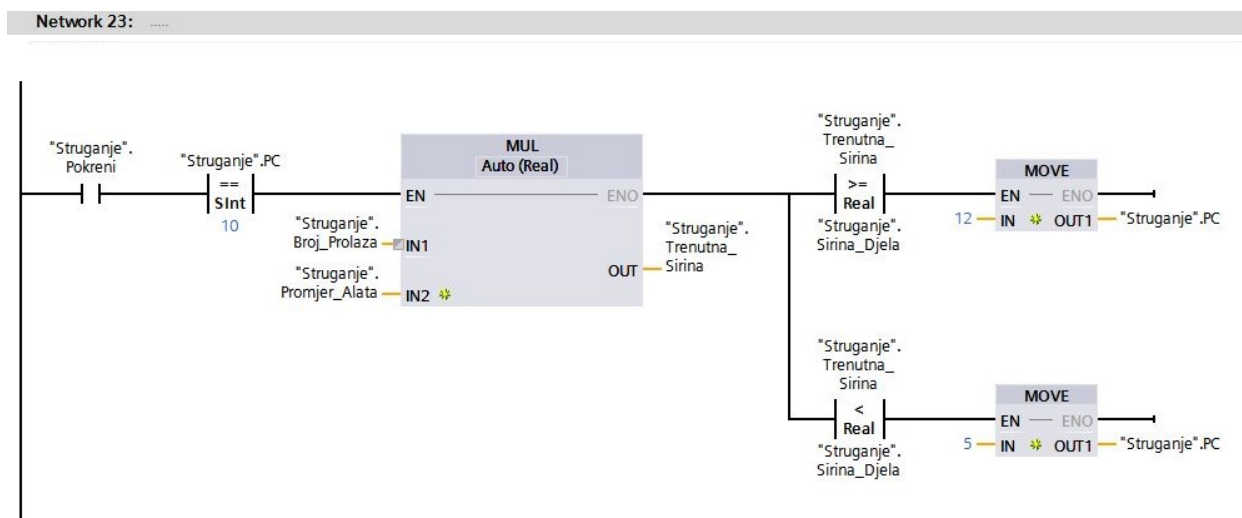 Network 23: .....
"Struganje".
Pokreni
"Struganje".PC
==
SInt
10
MUL
Auto (Real)
EN
ENO
"Struganje".
Broj_Prolaza
IN1
"Struganje".
Promjer_Alata
IN2
OUT
"Struganje".
Trenutna_
Sirina
"Struganje".
Trenutna_
Sirina
>=
Real
"Struganje".
Sirina_Djela
MOVE
EN
ENO
12
IN
OUT1
"Struganje".PC
"Struganje".
Trenutna_
Sirina
<
Real
"Struganje".
Sirina_Djela
MOVE
EN
ENO
5
IN
OUT1
"Struganje".PC